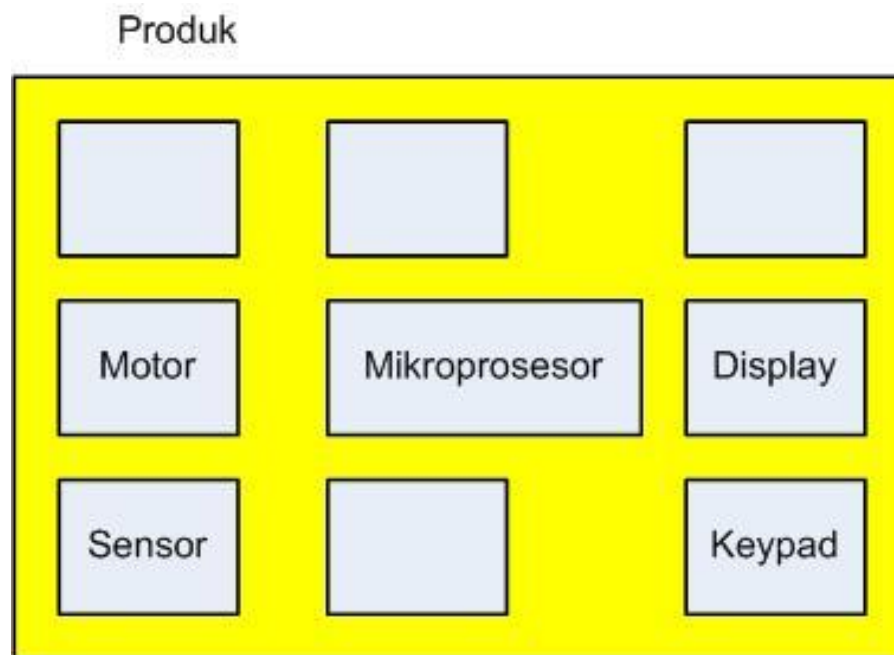 Produk
Motor
Mikroprosesor
Display
Sensor
Keypad